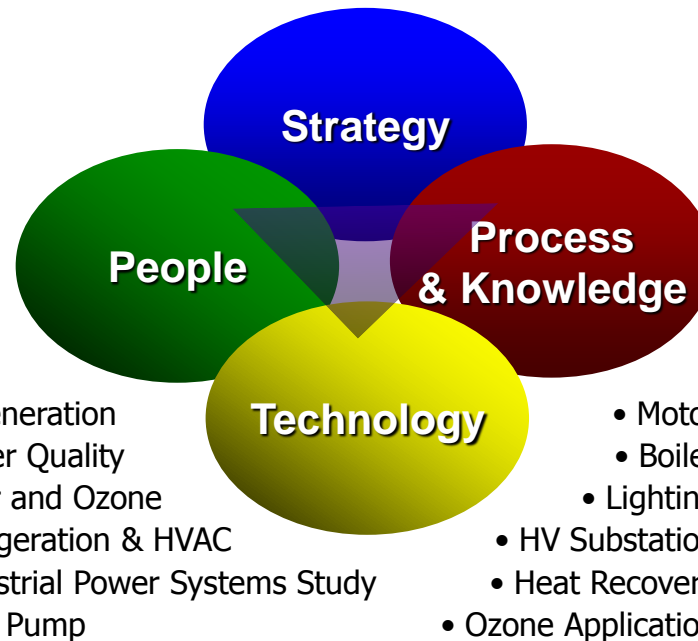 Strategy
People
Process
& Knowledge
Technology
eneration
er Quality
r and Ozone
geration & HVAC
strial Power Systems Study
Pump
• Moto
• Boile
• Lightin
• HV Substatio
• Heat Recover
• Ozone Applicatio